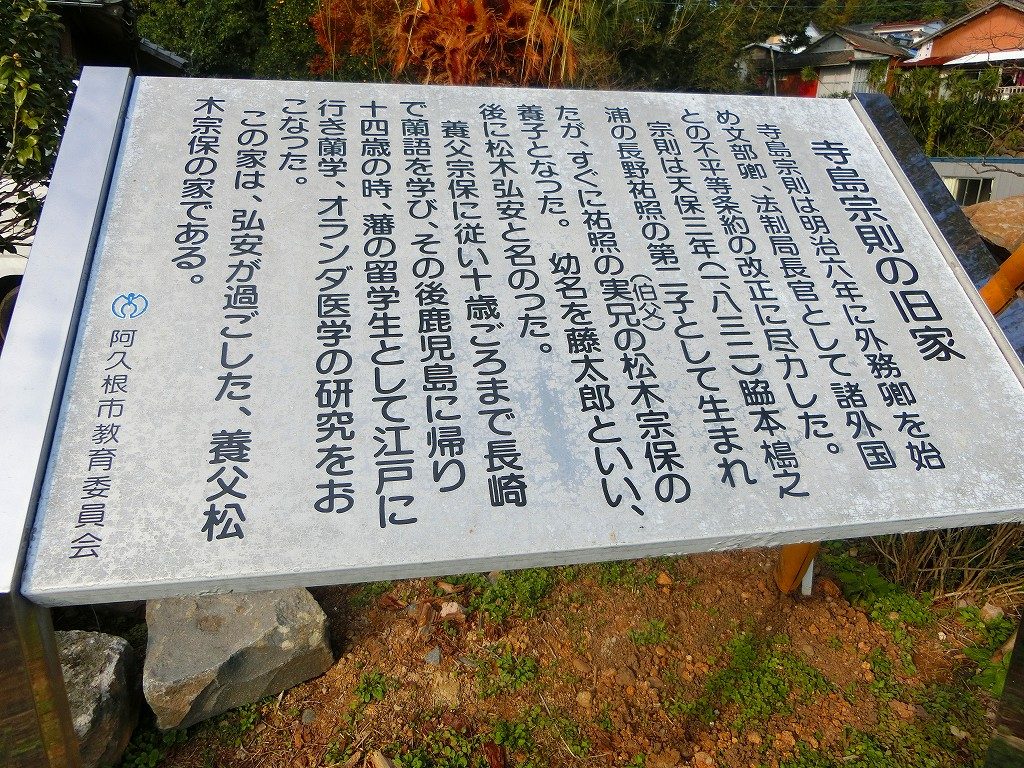 寺島宗則の旧家
寺島宗則は明治六年に外務卿を始
め文部卿、法制局長官として諸外国
との不平等条約の改正に尽力した。
宗則は天保三年(一八三二)脇本槝之
浦の長野祐照の第二子として生まれ
たが、すぐに祐照の実兄の松木宗保の
(伯父)
養子となった。幼名を藤太郎といい、
後に松木弘安と名のった。
養父宗保に従い十歳ごろまで長崎
で蘭語を学び、その後鹿児島に帰り
十四歳の時、藩の留学生として江戸に
行き蘭学、オランダ医学の研究をお
こなった。
この家は、弘安が過ごした、養父松
木宗保の家である。
阿久根市教育委員会